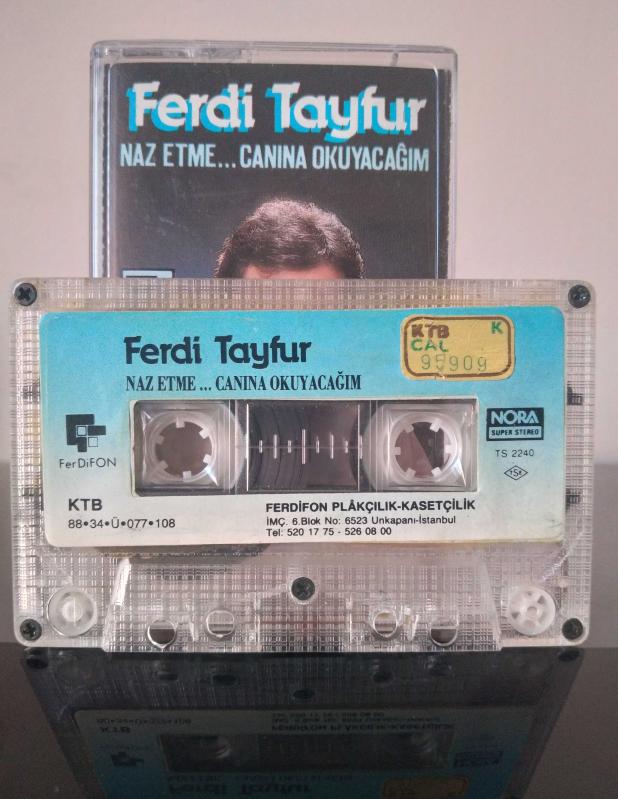 Ferdi Tayfur
NAZ ETME...CANINA OKUYACAĞIM
Ferdi Tayfur
NAZ ETME ... CANINA OKUYACAĞIM
KTB K
CAL
95909
FerDiFON
NORA
SUPER STEREO
TS 2240
TSE
KTB
88•34•Ü•077•108
FERDİFON PLÂKÇILIK-KASETÇİLİK
İMÇ. 6.Blok No: 6523 Unkapanı-İstanbul
Tel: 520 17 75 - 526 08 00